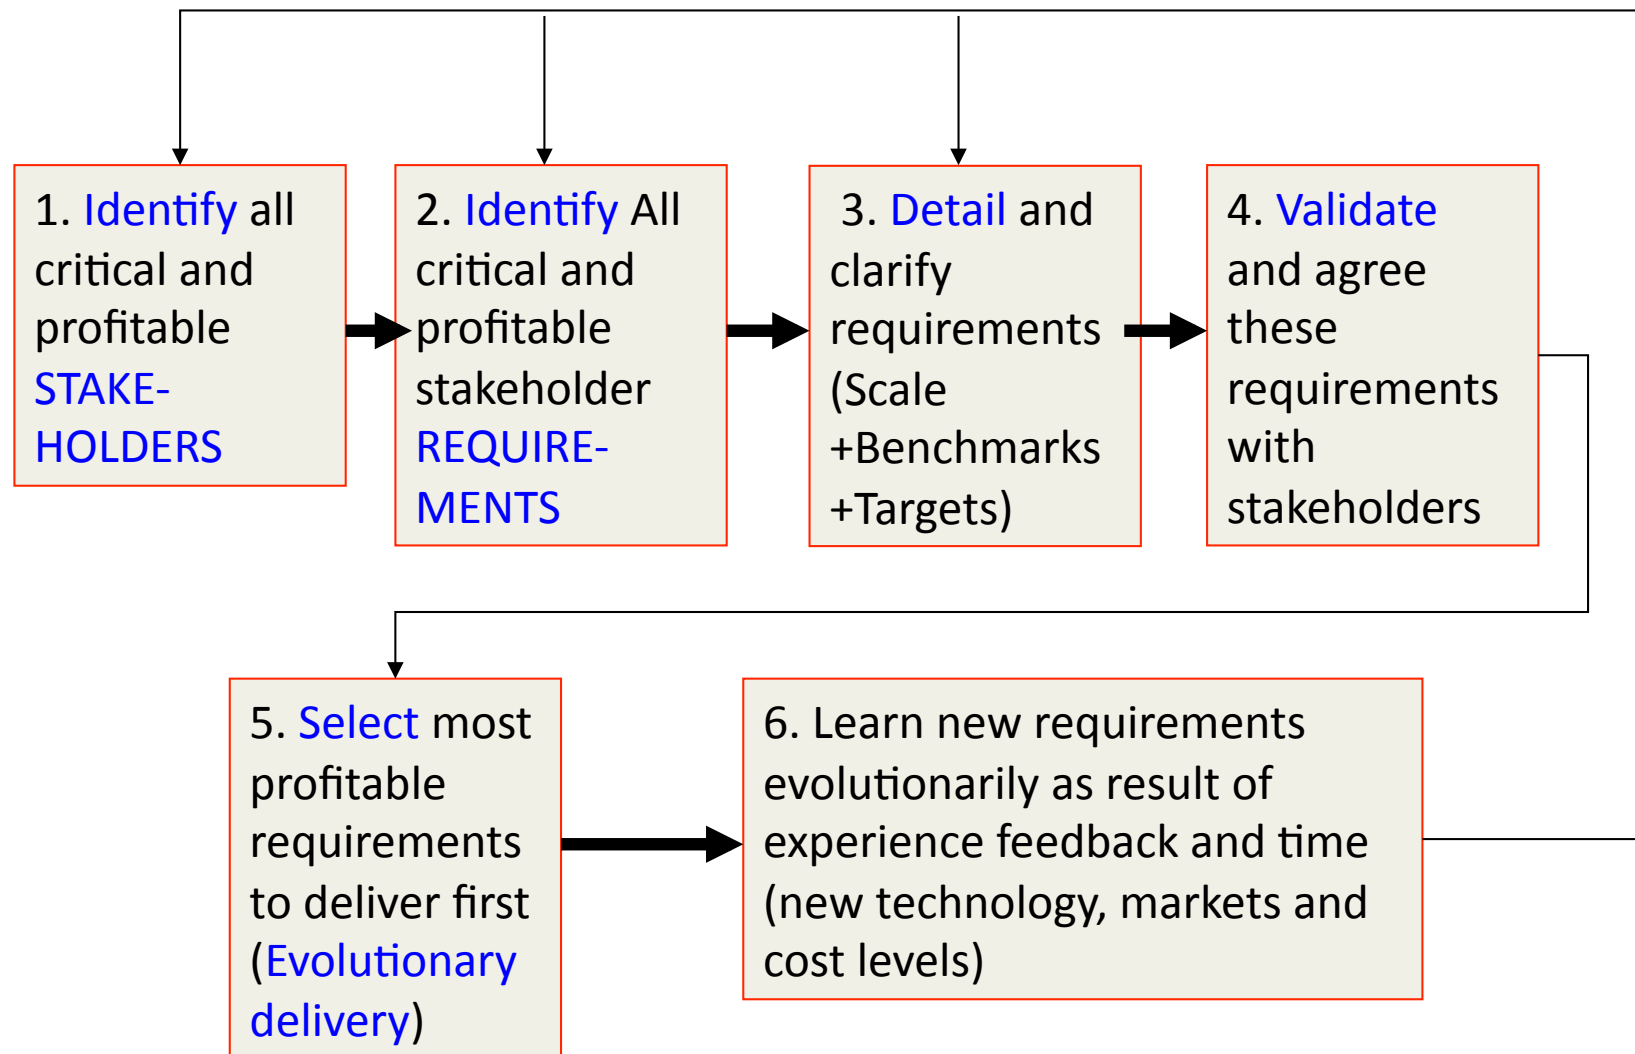 1. Identify all
critical and
profitable
STAKE-
HOLDERS
2. Identify All
critical and
profitable
stakeholder
REQUIRE-
MENTS
3. Detail and
clarify
requirements
(Scale
+Benchmarks
+Targets)
4. Validate
and agree
these
requirements
with
stakeholders
5. Select most
profitable
requirements
to deliver first
(Evolutionary
delivery)
6. Learn new requirements
evolutionarily as result of
experience feedback and time
(new technology, markets and
cost levels)